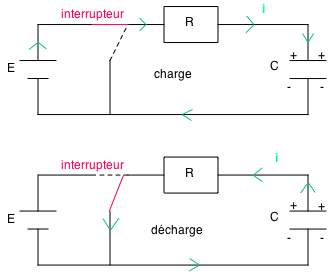 interrupteur
i
R
E
charge
C
+ +
- -
interrupteur
i
R
E
décharge
C
+ +
- -